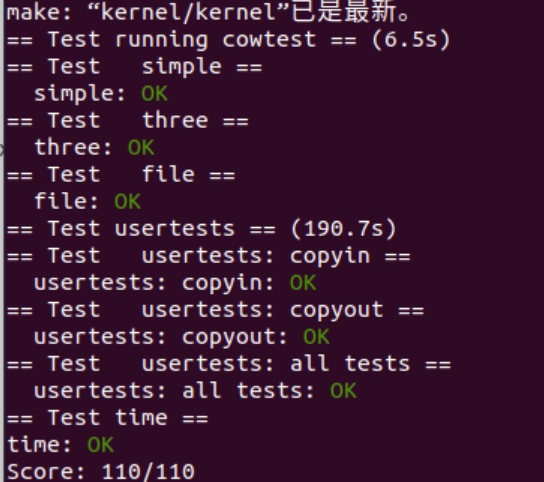 make: “kernel/kernel”已是最新。
== Test running cowtest == (6.5s)
== Test   simple ==
  simple: OK
== Test   three ==
  three: OK
== Test   file ==
  file: OK
== Test usertests == (190.7s)
== Test   usertests: copyin ==
  usertests: copyin: OK
== Test   usertests: copyout ==
  usertests: copyout: OK
== Test   usertests: all tests ==
  usertests: all tests: OK
== Test time ==
time: OK
Score: 110/110